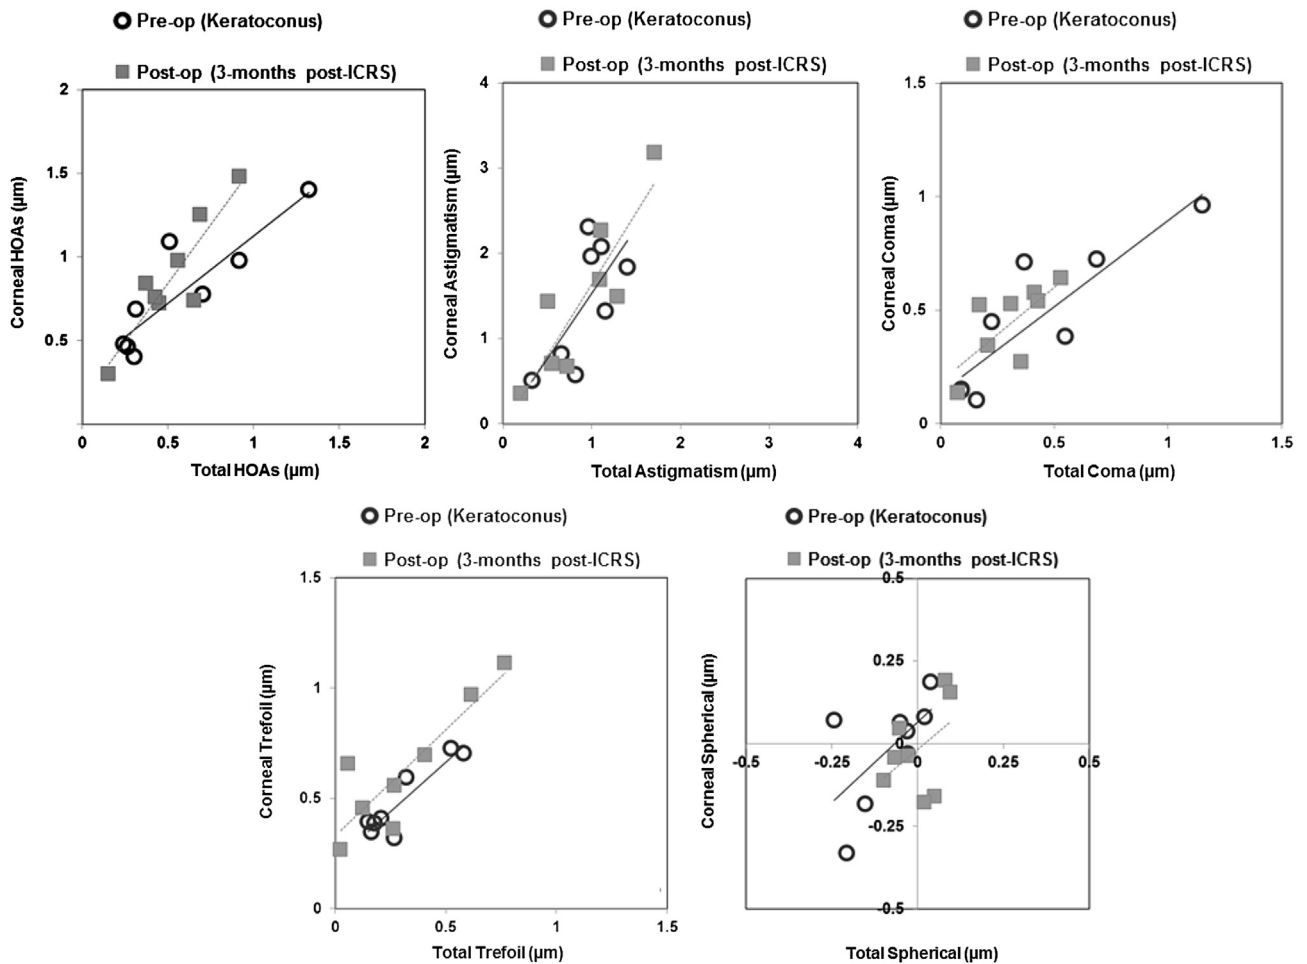 Pre-op (Keratoconus)
Post-op (3-months post-ICRS)
2
1.5
1
0.5
0
0.5
1
1.5
2
Corneal HOAs (µm)
Total HOAs (µm)
Pre-op (Keratoconus)
Post-op (3-months post-ICRS)
4
3
2
1
0
0
1
2
3
4
Corneal Astigmatism (µm)
Total Astigmatism (µm)
Pre-op (Keratoconus)
Post-op (3-months post-ICRS)
1.5
1
0.5
0
0
0.5
1
1.5
Corneal Coma (µm)
Total Coma (µm)
Pre-op (Keratoconus)
Post-op (3-months post-ICRS)
1.5
1
0.5
0
0
0.5
1
1.5
Corneal Trefoil (µm)
Total Trefoil (µm)
Pre-op (Keratoconus)
Post-op (3-months post-ICRS)
0.5
0.25
0
-0.25
-0.5
-0.5
-0.25
0
0.25
0.5
Corneal Spherical (µm)
Total Spherical (µm)